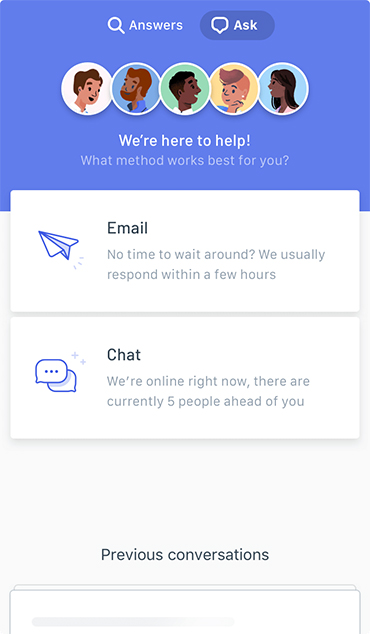 Answers
Ask
We’re here to help!
What method works best for you?
Email
No time to wait around? We usually
respond within a few hours
Chat
We’re online right now, there are
currently 5 people ahead of you
Previous conversations